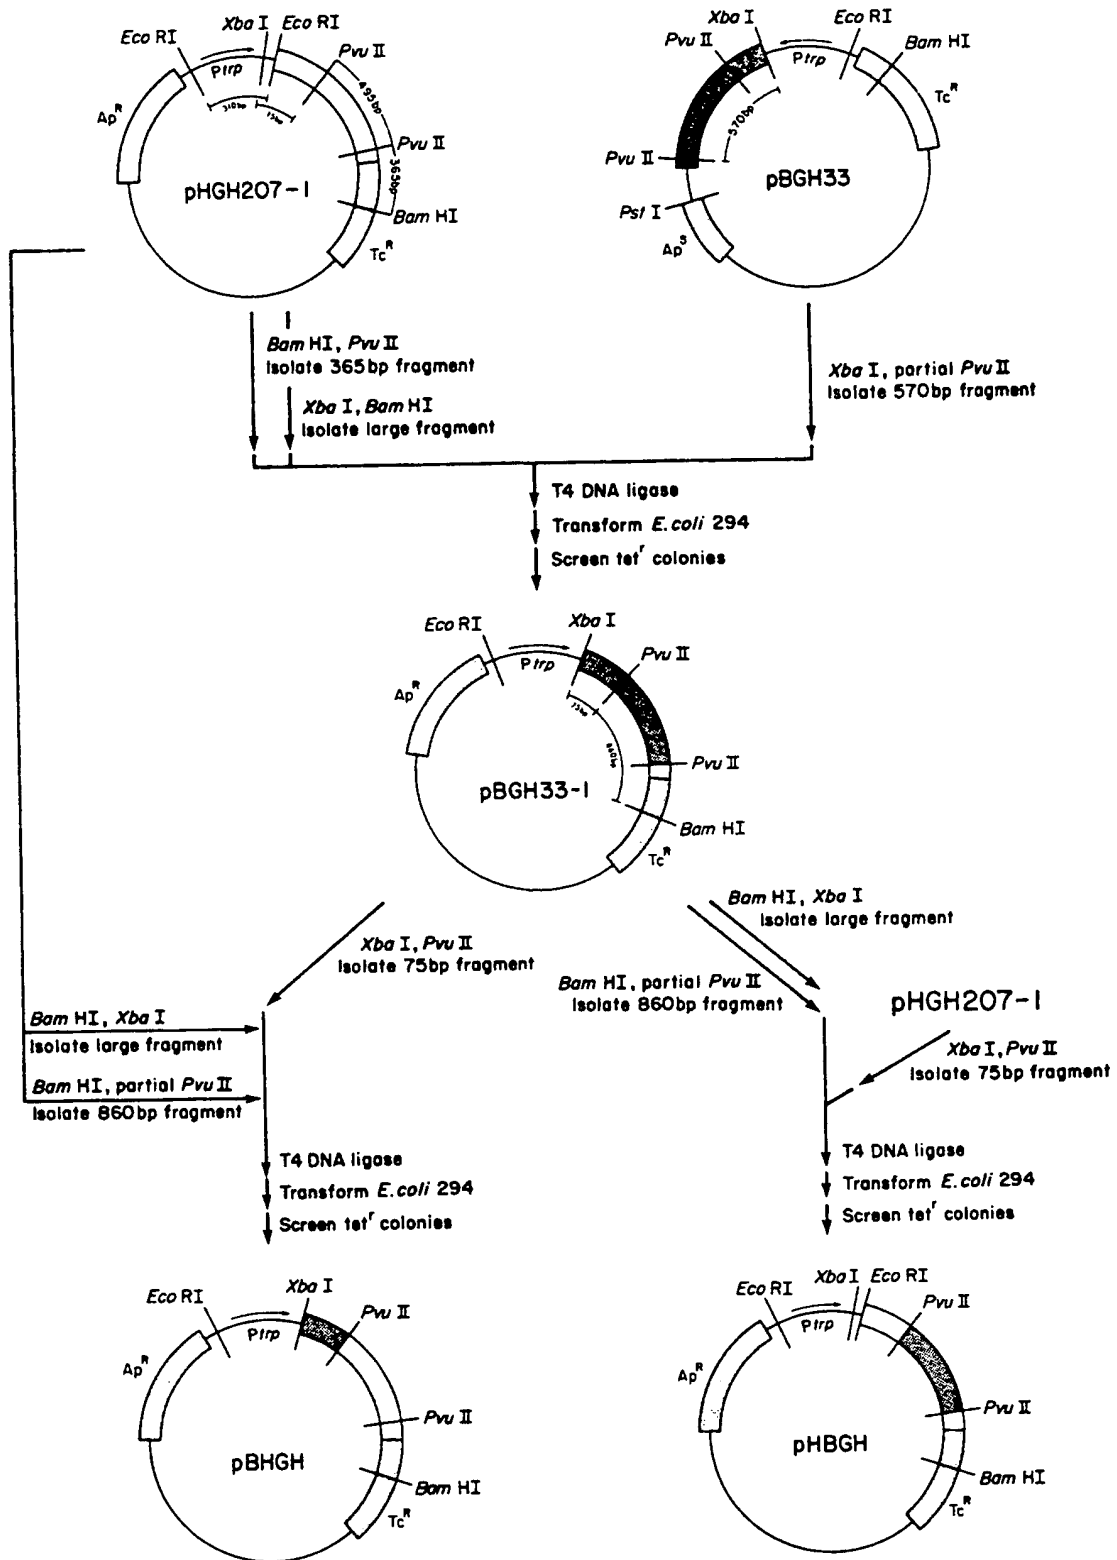 Xba I
Eco RI
Eco RI
Pvu II
Ptrp
310bp
75bp
495bp
Ap^R
Pvu II
365bp
pHGH207-1
Bam HI
Tc^R
Xba I
Eco RI
Pvu II
Bam HI
Ptrp
Tc^R
570bp
Pvu II
pBGH33
Pst I
Ap^S
Bam HI, Pvu II
Isolate 365bp fragment
Xba I, Bam HI
Isolate large fragment
Xba I, partial Pvu II
Isolate 570bp fragment
T4 DNA ligase
Transform E.coli 294
Screen tet^r colonies
Xba I
Eco RI
Pvu II
Ptrp
Ap^R
75bp
860bp
Pvu II
pBGH33-1
Bam HI
Tc^R
Bam HI, Xba I
Isolate large fragment
Xba I, Pvu II
Isolate 75bp fragment
Bam HI, partial Pvu II
Isolate 860bp fragment
pHGH207-1
Bam HI, Xba I
Isolate large fragment
Xba I, Pvu II
Isolate 75bp fragment
Bam HI, partial Pvu II
Isolate 860bp fragment
T4 DNA ligase
Transform E.coli 294
Screen tet^r colonies
T4 DNA ligase
Transform E.coli 294
Screen tet^r colonies
Xba I
Eco RI
Pvu II
Ptrp
Ap^R
Pvu II
pBHGH
Bam HI
Tc^R
Xba I
Eco RI
Eco RI
Pvu II
Ptrp
Ap^R
Pvu II
pHBGH
Bam HI
Tc^R